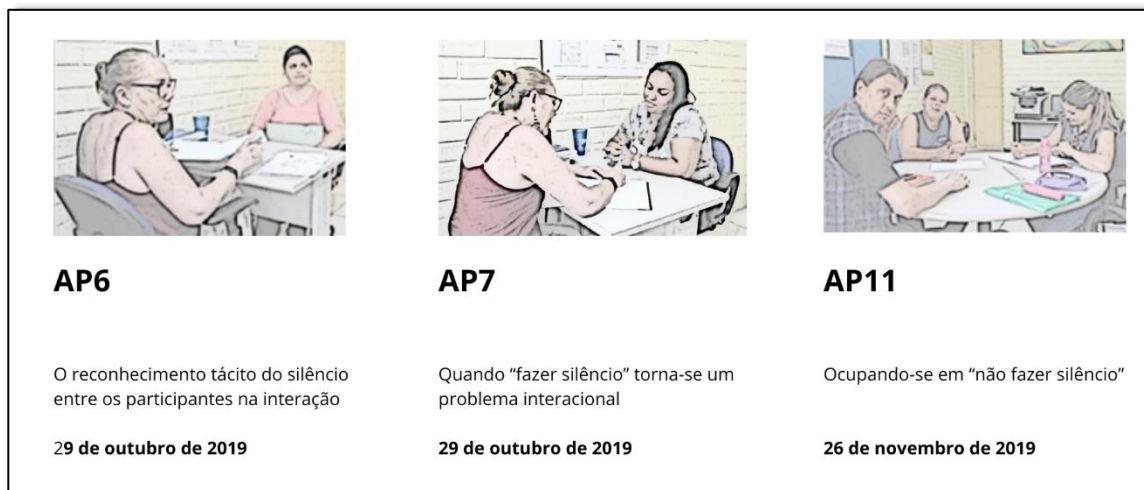 AP6
O reconhecimento tácito do silêncio
entre os participantes na interação
29 de outubro de 2019
AP7
Quando “fazer silêncio” torna-se um
problema interacional
29 de outubro de 2019
AP11
Ocupando-se em “não fazer silêncio”
26 de novembro de 2019